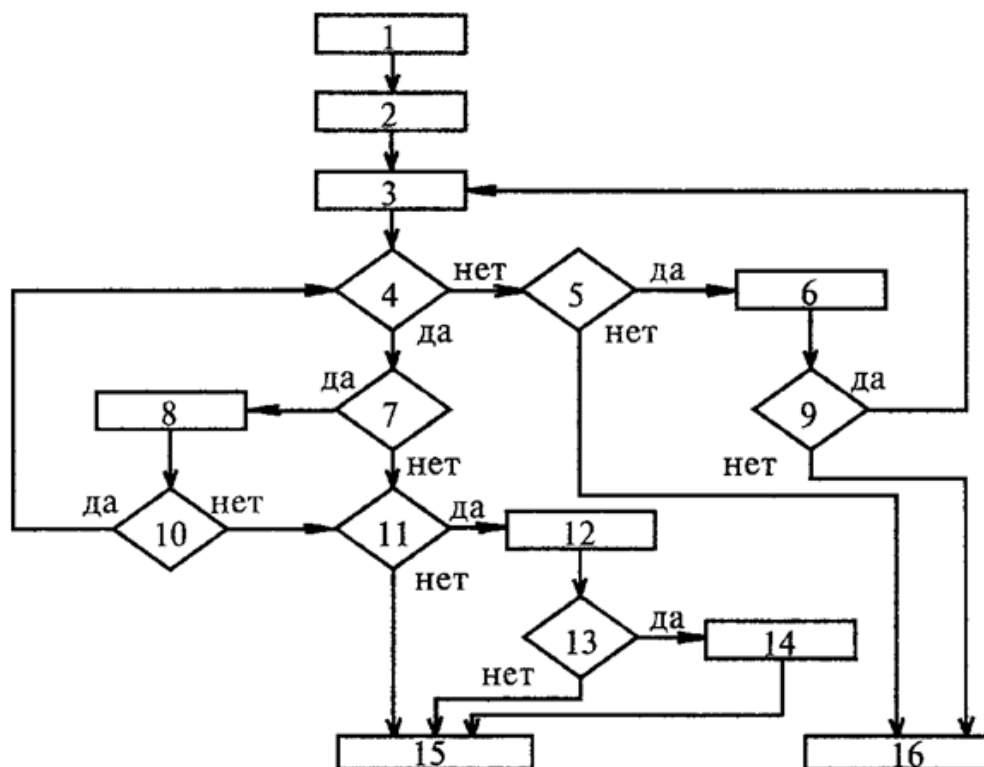 1
2
3
4 нет 5 да 6
да нет
8 да 7 9 да
нет нет
да 10 нет 11 да 12
нет
13 да 14
нет
15 16